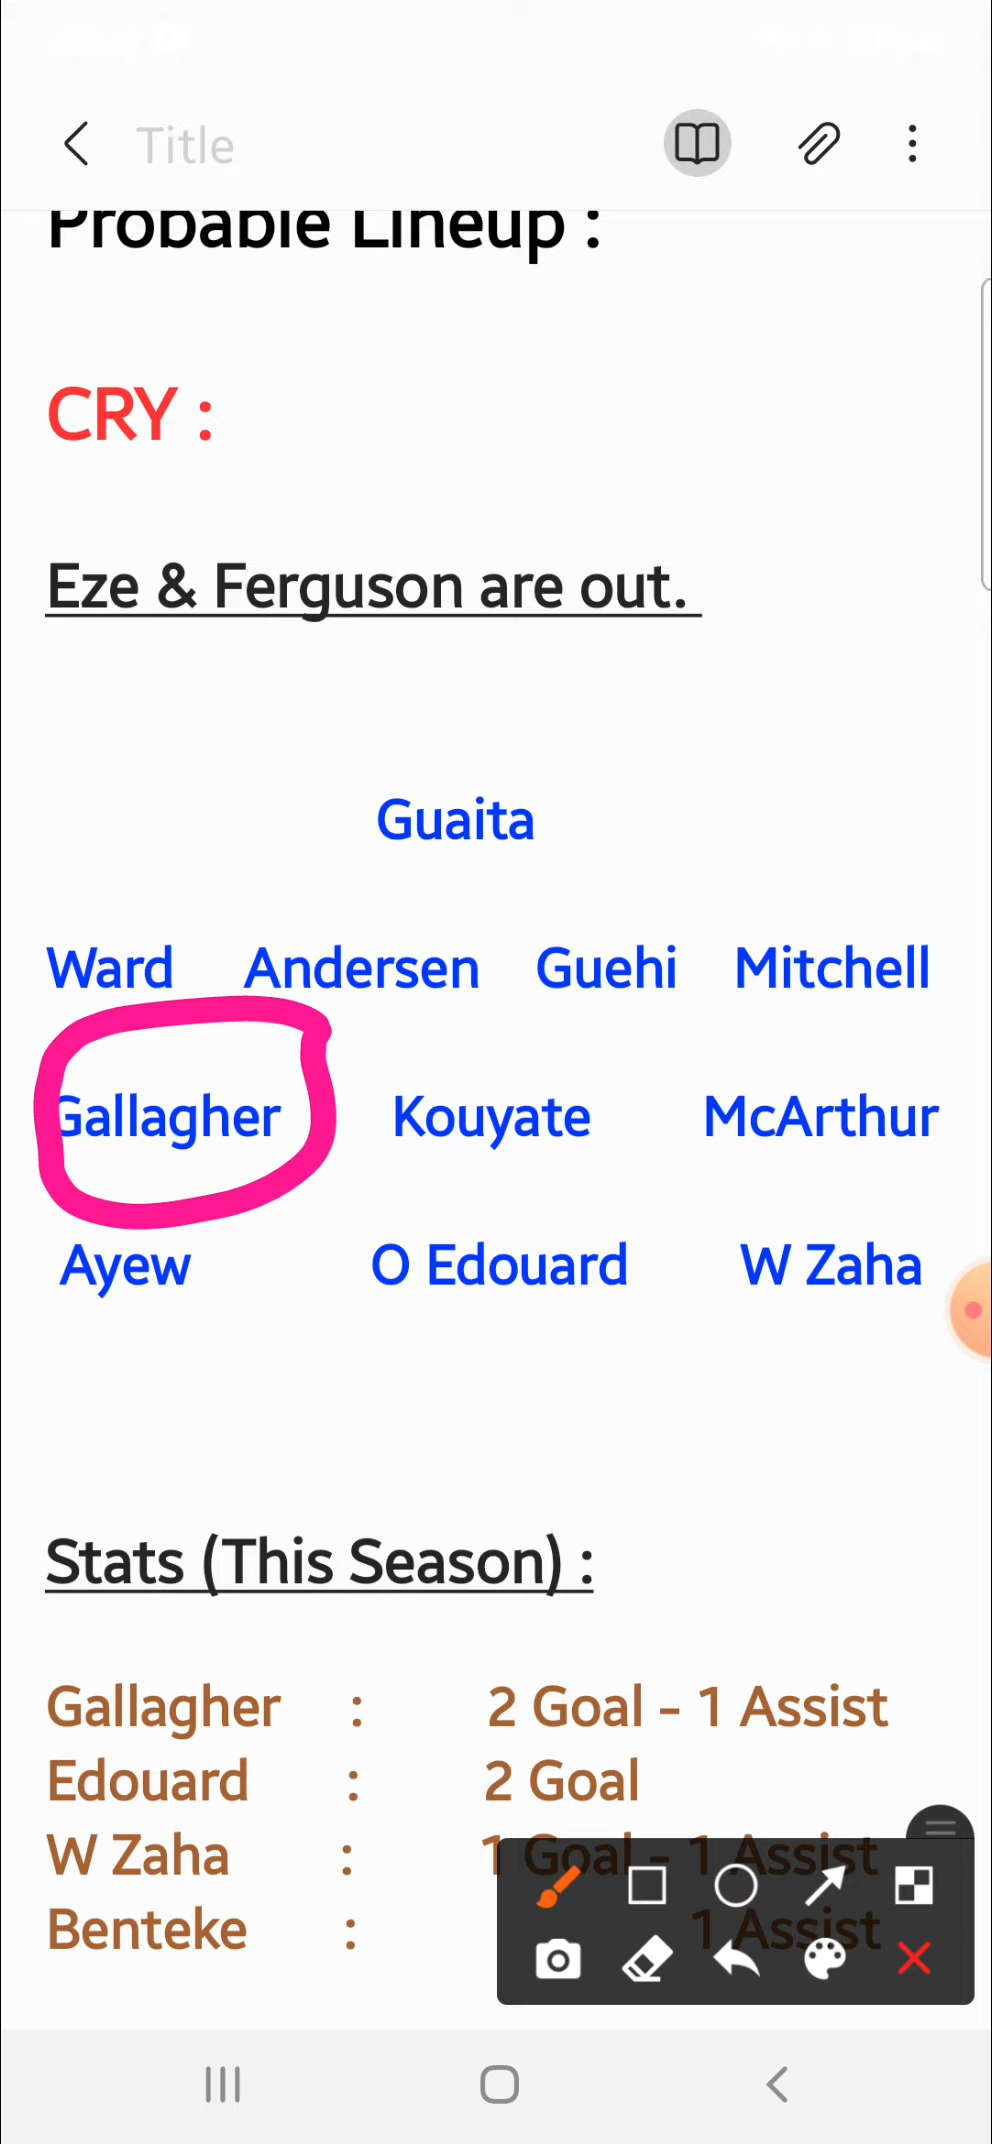 Title
Probable Lineup :
CRY :
Eze & Ferguson are out.
Guaita
Ward Andersen Guehi Mitchell
Gallagher Kouyate McArthur
Ayew O Edouard W Zaha
Stats (This Season) :
Gallagher : 2 Goal - 1 Assist
Edouard : 2 Goal
W Zaha : 1 Goal - 1 Assist
Benteke : 1 Assist